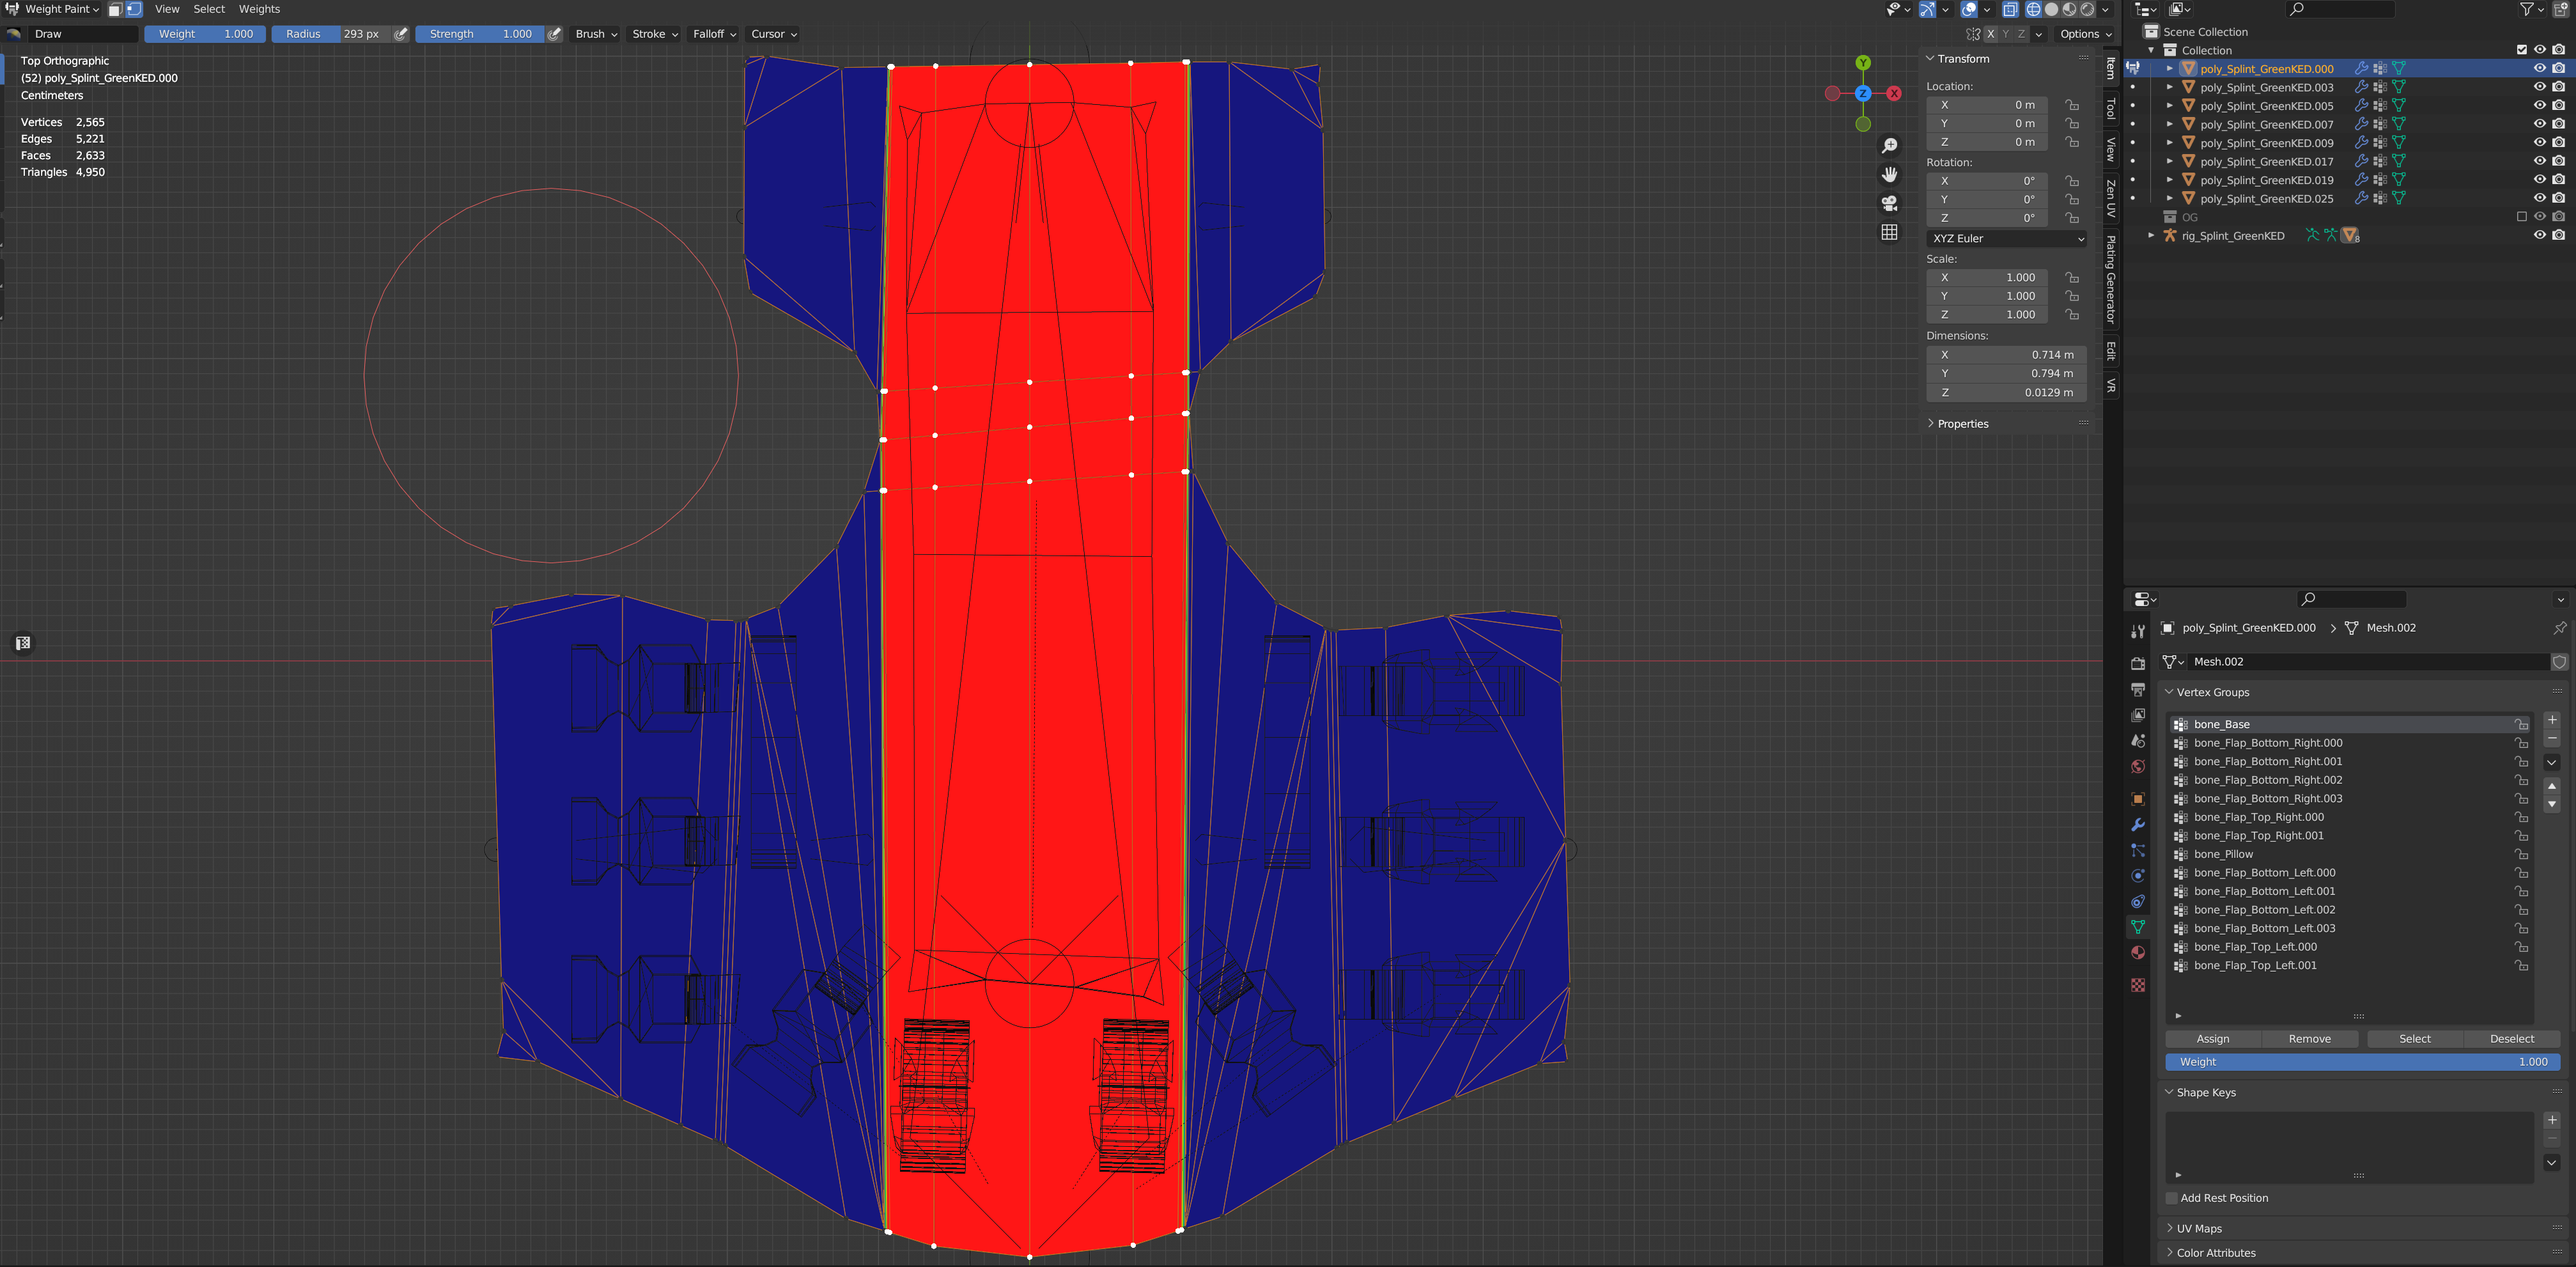 Weight Paint View Select Weights
Draw Weight 1.000 Radius 293 px Strength 1.000 Brush Stroke Falloff Cursor X Y Z Options
Top Orthographic
(52) poly_Splint_GreenKED.000
Centimeters
Vertices 2,565
Edges 5,221
Faces 2,633
Triangles 4,950
Y
Z
X
Transform
Location:
X 0 m
Y 0 m
Z 0 m
Rotation:
X 0°
Y 0°
Z 0°
XYZ Euler
Scale:
X 1.000
Y 1.000
Z 1.000
Dimensions:
X 0.714 m
Y 0.794 m
Z 0.0129 m
Properties
Item
Tool
View
Zen UV
Plating Generator
Edit
VR
Scene Collection
Collection
poly_Splint_GreenKED.000
poly_Splint_GreenKED.003
poly_Splint_GreenKED.005
poly_Splint_GreenKED.007
poly_Splint_GreenKED.009
poly_Splint_GreenKED.017
poly_Splint_GreenKED.019
poly_Splint_GreenKED.025
OG
rig_Splint_GreenKED 8
poly_Splint_GreenKED.000 > Mesh.002
Mesh.002
Vertex Groups
bone_Base
bone_Flap_Bottom_Right.000
bone_Flap_Bottom_Right.001
bone_Flap_Bottom_Right.002
bone_Flap_Bottom_Right.003
bone_Flap_Top_Right.000
bone_Flap_Top_Right.001
bone_Pillow
bone_Flap_Bottom_Left.000
bone_Flap_Bottom_Left.001
bone_Flap_Bottom_Left.002
bone_Flap_Bottom_Left.003
bone_Flap_Top_Left.000
bone_Flap_Top_Left.001
Assign Remove Select Deselect
Weight 1.000
Shape Keys
Add Rest Position
UV Maps
Color Attributes